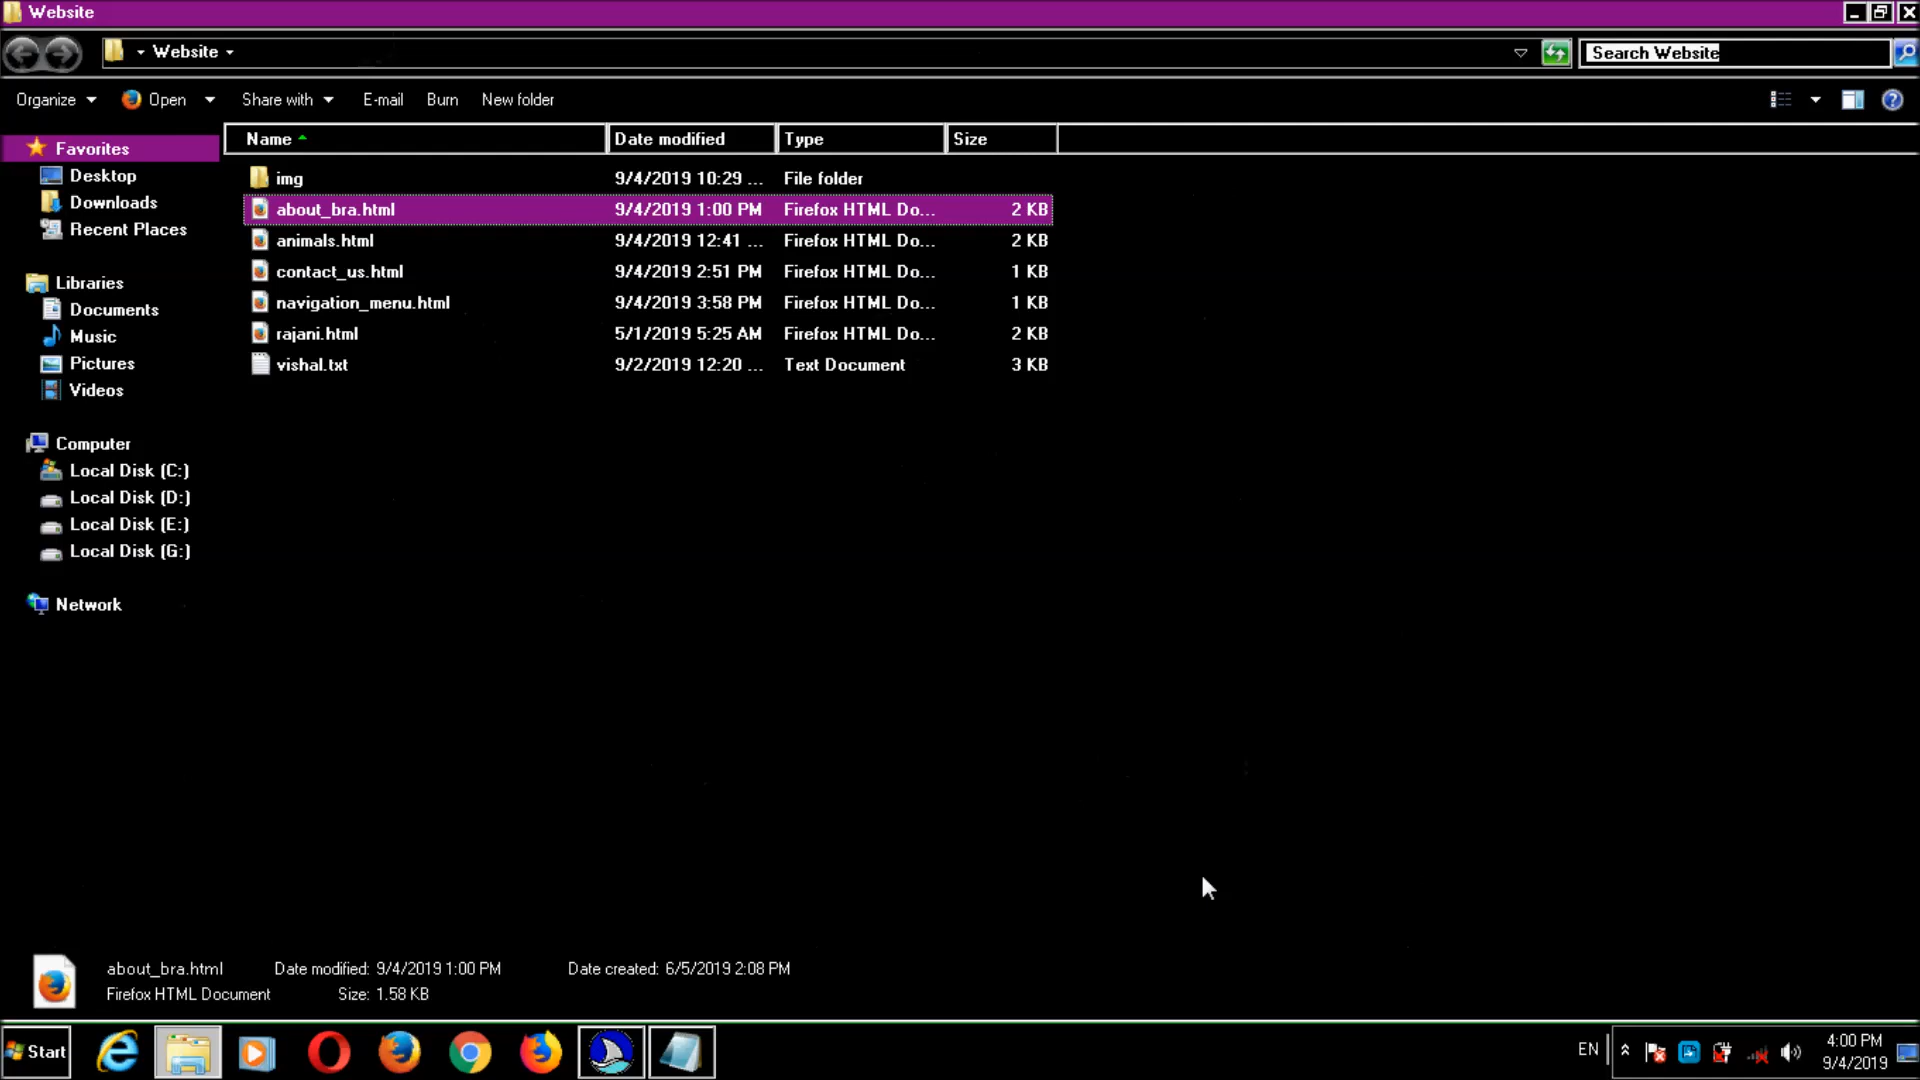 Website
Website
Search Website
Organize Open Share with E-mail Burn New folder
Name Date modified Type Size
Favorites
Desktop
Downloads
Recent Places
Libraries
Documents
Music
Pictures
Videos
Computer
Local Disk (C:)
Local Disk (D:)
Local Disk (E:)
Local Disk (G:)
Network
img 9/4/2019 10:29 ... File folder
about_bra.html 9/4/2019 1:00 PM Firefox HTML Do... 2 KB
animals.html 9/4/2019 12:41 ... Firefox HTML Do... 2 KB
contact_us.html 9/4/2019 2:51 PM Firefox HTML Do... 1 KB
navigation_menu.html 9/4/2019 3:58 PM Firefox HTML Do... 1 KB
rajani.html 5/1/2019 5:25 AM Firefox HTML Do... 2 KB
vishal.txt 9/2/2019 12:20 ... Text Document 3 KB
about_bra.html Date modified: 9/4/2019 1:00 PM Date created: 6/5/2019 2:08 PM
Firefox HTML Document Size: 1.58 KB
Start EN 4:00 PM
9/4/2019